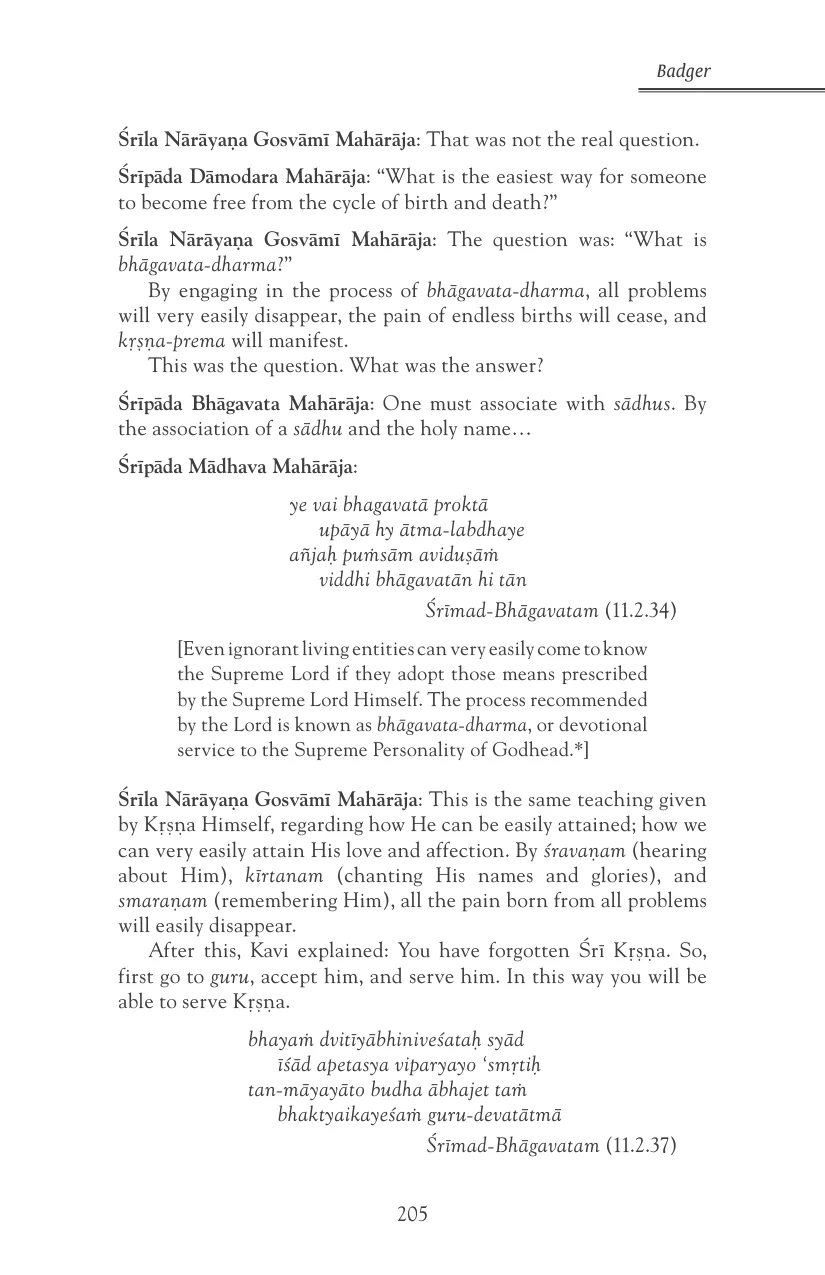 Badger
Śrīla Nārāyaṇa Gosvāmī Mahārāja: That was not the real question.
Śrīpāda Dāmodara Mahārāja: “What is the easiest way for someone
to become free from the cycle of birth and death?”
Śrīla Nārāyaṇa Gosvāmī Mahārāja: The question was: “What is
bhāgavata-dharma?”
By engaging in the process of bhāgavata-dharma, all problems
will very easily disappear, the pain of endless births will cease, and
kṛṣṇa-prema will manifest.
This was the question. What was the answer?
Śrīpāda Bhāgavata Mahārāja: One must associate with sādhus. By
the association of a sādhu and the holy name…
Śrīpāda Mādhava Mahārāja:
ye vai bhagavatā proktā
upāyā hy ātma-labdhaye
añjaḥ puṁsām aviduṣāṁ
viddhi bhāgavatān hi tān
Śrīmad-Bhāgavatam (11.2.34)
[Even ignorant living entities can very easily come to know
the Supreme Lord if they adopt those means prescribed
by the Supreme Lord Himself. The process recommended
by the Lord is known as bhāgavata-dharma, or devotional
service to the Supreme Personality of Godhead.*]
Śrīla Nārāyaṇa Gosvāmī Mahārāja: This is the same teaching given
by Kṛṣṇa Himself, regarding how He can be easily attained; how we
can very easily attain His love and affection. By śravaṇam (hearing
about Him), kīrtanam (chanting His names and glories), and
smaraṇam (remembering Him), all the pain born from all problems
will easily disappear.
After this, Kavi explained: You have forgotten Śrī Kṛṣṇa. So,
first go to guru, accept him, and serve him. In this way you will be
able to serve Kṛṣṇa.
bhayaṁ dvitīyābhiniveśataḥ syād
īśād apetasya viparyayo ‘smṛtiḥ
tan-māyayāto budha ābhajet taṁ
bhaktyaikayeśaṁ guru-devatātmā
Śrīmad-Bhāgavatam (11.2.37)
205